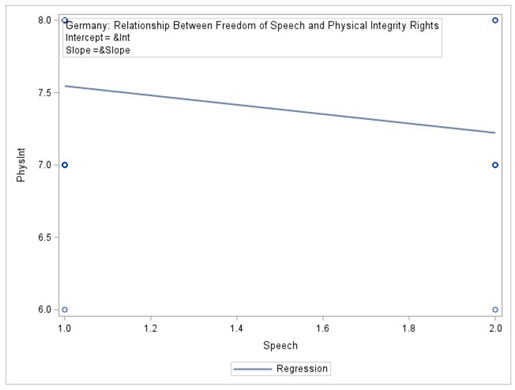 Germany: Relationship Between Freedom of Speech and Physical Integrity Rights
Intercept = &Int
Slope =&Slope
8.0
7.5
7.0
6.5
6.0
PhysInt
1.0 1.2 1.4 1.6 1.8 2.0
Speech
Regression